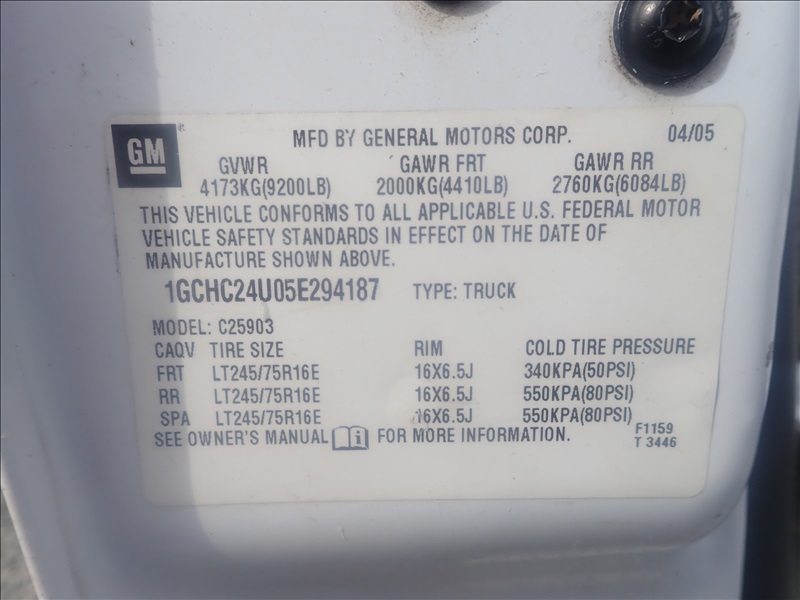 GM ®
MFD BY GENERAL MOTORS CORP. 04/05
GVWR GAWR FRT GAWR RR
4173KG(9200LB) 2000KG(4410LB) 2760KG(6084LB)
THIS VEHICLE CONFORMS TO ALL APPLICABLE U.S. FEDERAL MOTOR
VEHICLE SAFETY STANDARDS IN EFFECT ON THE DATE OF
MANUFACTURE SHOWN ABOVE.
1GCHC24U05E294187 TYPE: TRUCK
MODEL: C25903
CAQV TIRE SIZE RIM COLD TIRE PRESSURE
FRT LT245/75R16E 16X6.5J 340KPA(50PSI)
RR LT245/75R16E 16X6.5J 550KPA(80PSI)
SPA LT245/75R16E 16X6.5J 550KPA(80PSI)
SEE OWNER'S MANUAL FOR MORE INFORMATION. F1159
T 3446